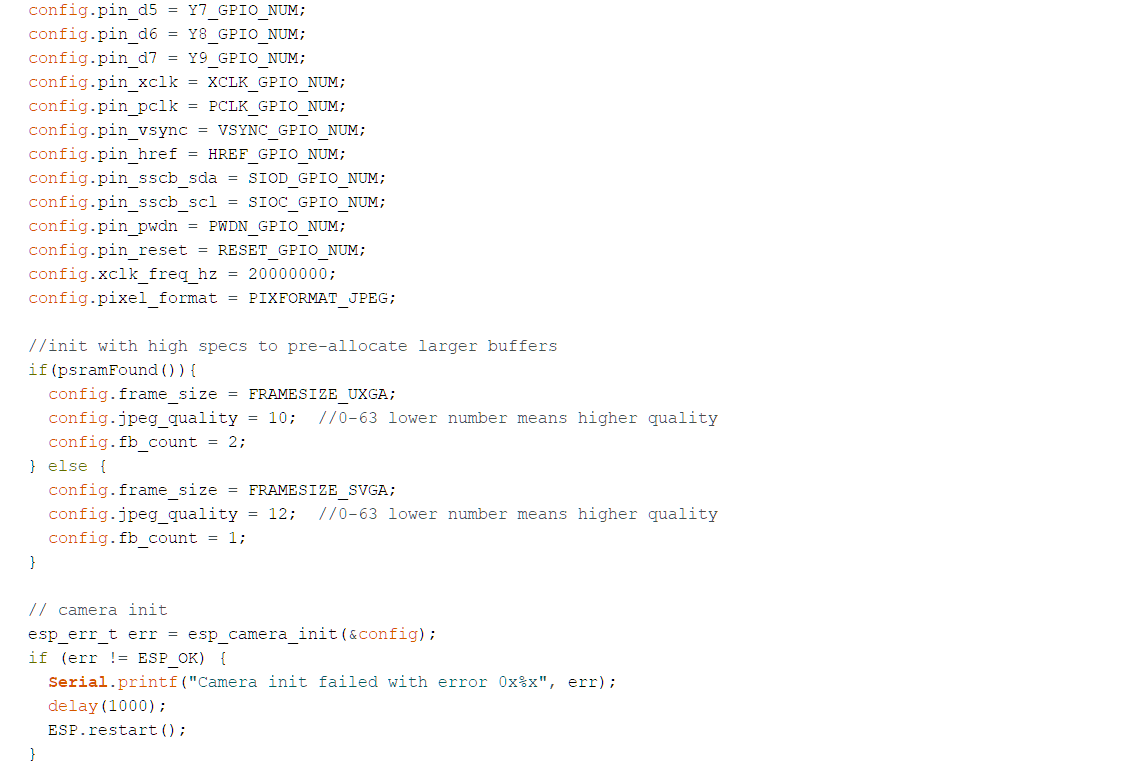 config.pin_d5 = Y7_GPIO_NUM;
config.pin_d6 = Y8_GPIO_NUM;
config.pin_d7 = Y9_GPIO_NUM;
config.pin_xclk = XCLK_GPIO_NUM;
config.pin_pclk = PCLK_GPIO_NUM;
config.pin_vsync = VSYNC_GPIO_NUM;
config.pin_href = HREF_GPIO_NUM;
config.pin_sscb_sda = SIOD_GPIO_NUM;
config.pin_sscb_scl = SIOC_GPIO_NUM;
config.pin_pwdn = PWDN_GPIO_NUM;
config.pin_reset = RESET_GPIO_NUM;
config.xclk_freq_hz = 20000000;
config.pixel_format = PIXFORMAT_JPEG;

//init with high specs to pre-allocate larger buffers
if(psramFound()){
  config.frame_size = FRAMESIZE_UXGA;
  config.jpeg_quality = 10;  //0-63 lower number means higher quality
  config.fb_count = 2;
} else {
  config.frame_size = FRAMESIZE_SVGA;
  config.jpeg_quality = 12;  //0-63 lower number means higher quality
  config.fb_count = 1;
}

// camera init
esp_err_t err = esp_camera_init(&config);
if (err != ESP_OK) {
  Serial.printf("Camera init failed with error 0x%x", err);
  delay(1000);
  ESP.restart();
}